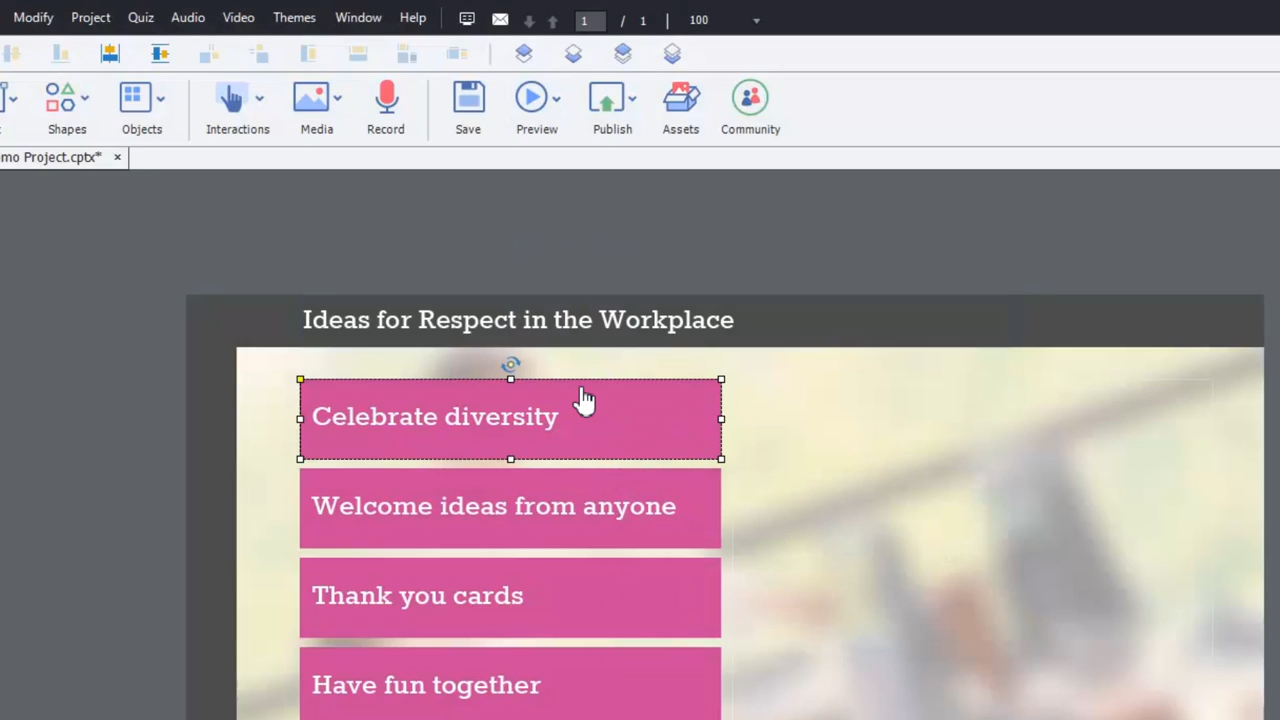 Modify Project Quiz Audio Video Themes Window Help 1 / 1 100
Shapes Objects Interactions Media Record Save Preview Publish Assets Community
mo Project.cptx* ×
Ideas for Respect in the Workplace
Celebrate diversity
Welcome ideas from anyone
Thank you cards
Have fun together